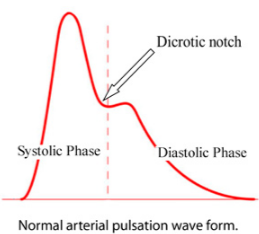 Dicrotic notch
Systolic Phase
Diastolic Phase
Normal arterial pulsation wave form.